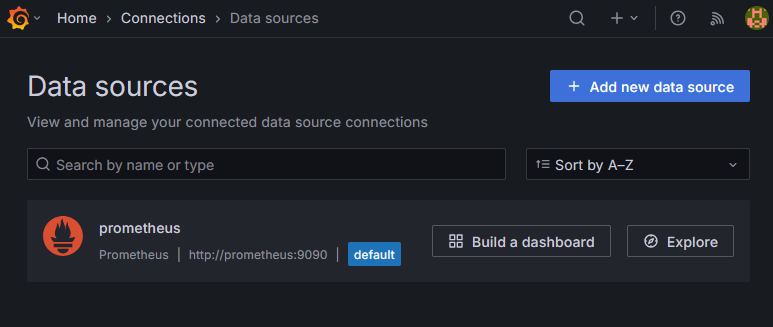 Home > Connections > Data sources
Data sources
+ Add new data source
View and manage your connected data source connections
Search by name or type
Sort by A–Z
prometheus
Prometheus | http://prometheus:9090 | default
Build a dashboard
Explore